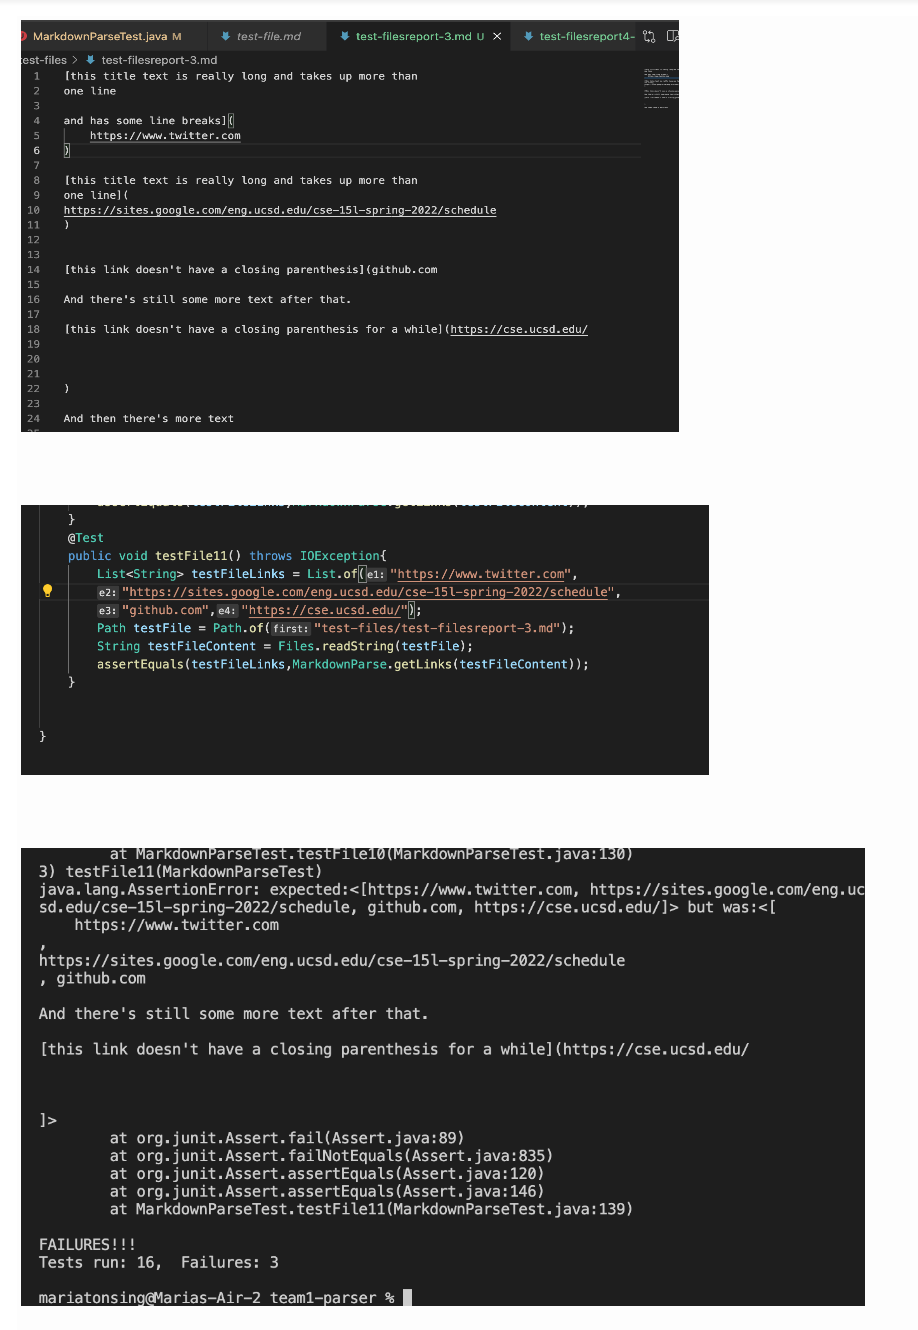 MarkdownParseTest.java M test-file.md test-filesreport-3.md U test-filesreport4-
est-files > test-filesreport-3.md
1 [this title text is really long and takes up more than
2 one line
3
4 and has some line breaks](
5 https://www.twitter.com
6 )
7
8 [this title text is really long and takes up more than
9 one line](
10 https://sites.google.com/eng.ucsd.edu/cse-15l-spring-2022/schedule
11 )
12
13
14 [this link doesn't have a closing parenthesis](github.com
15
16 And there's still some more text after that.
17
18 [this link doesn't have a closing parenthesis for a while](https://cse.ucsd.edu/
19
20
21
22 )
23
24 And then there's more text
}
@Test
public void testFile11() throws IOException{
List<String> testFileLinks = List.of(e1: "https://www.twitter.com",
e2: "https://sites.google.com/eng.ucsd.edu/cse-15l-spring-2022/schedule",
e3: "github.com",e4: "https://cse.ucsd.edu/");
Path testFile = Path.of(first: "test-files/test-filesreport-3.md");
String testFileContent = Files.readString(testFile);
assertEquals(testFileLinks,MarkdownParse.getLinks(testFileContent));
}
}
at MarkdownParseTest.testFile10(MarkdownParseTest.java:130)
3) testFile11(MarkdownParseTest)
java.lang.AssertionError: expected:<[https://www.twitter.com, https://sites.google.com/eng.uc
sd.edu/cse-15l-spring-2022/schedule, github.com, https://cse.ucsd.edu/]> but was:<[
https://www.twitter.com
,
https://sites.google.com/eng.ucsd.edu/cse-15l-spring-2022/schedule
, github.com
And there's still some more text after that.
[this link doesn't have a closing parenthesis for a while](https://cse.ucsd.edu/
]>
at org.junit.Assert.fail(Assert.java:89)
at org.junit.Assert.failNotEquals(Assert.java:835)
at org.junit.Assert.assertEquals(Assert.java:120)
at org.junit.Assert.assertEquals(Assert.java:146)
at MarkdownParseTest.testFile11(MarkdownParseTest.java:139)
FAILURES!!!
Tests run: 16,  Failures: 3
mariatonsing@Marias-Air-2 team1-parser %